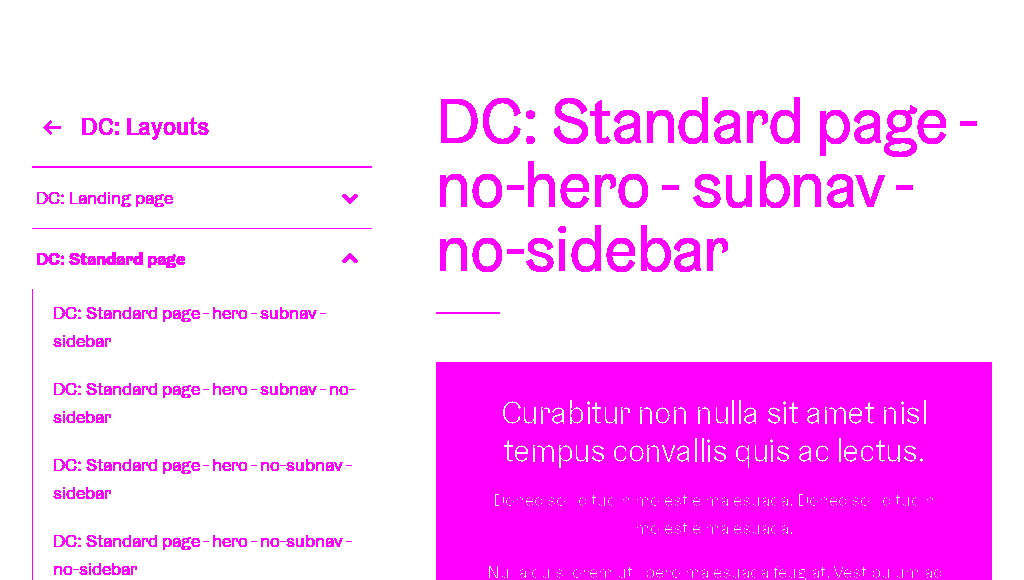 DC: Layouts
DC: Landing page
DC: Standard page
DC: Standard page - hero - subnav -
sidebar
DC: Standard page - hero - subnav - no-
sidebar
DC: Standard page - hero - no-subnav -
sidebar
DC: Standard page - hero - no-subnav -
no-sidebar
DC: Standard page -
no-hero - subnav -
no-sidebar
Curabitur non nulla sit amet nisl
tempus convallis quis ac lectus.
Donec sollicitudin molestie malesuada. Donec sollicitudin
molestie malesuada.
Nulla quis lorem ut libero malesuada feugiat. Vestibulum ac